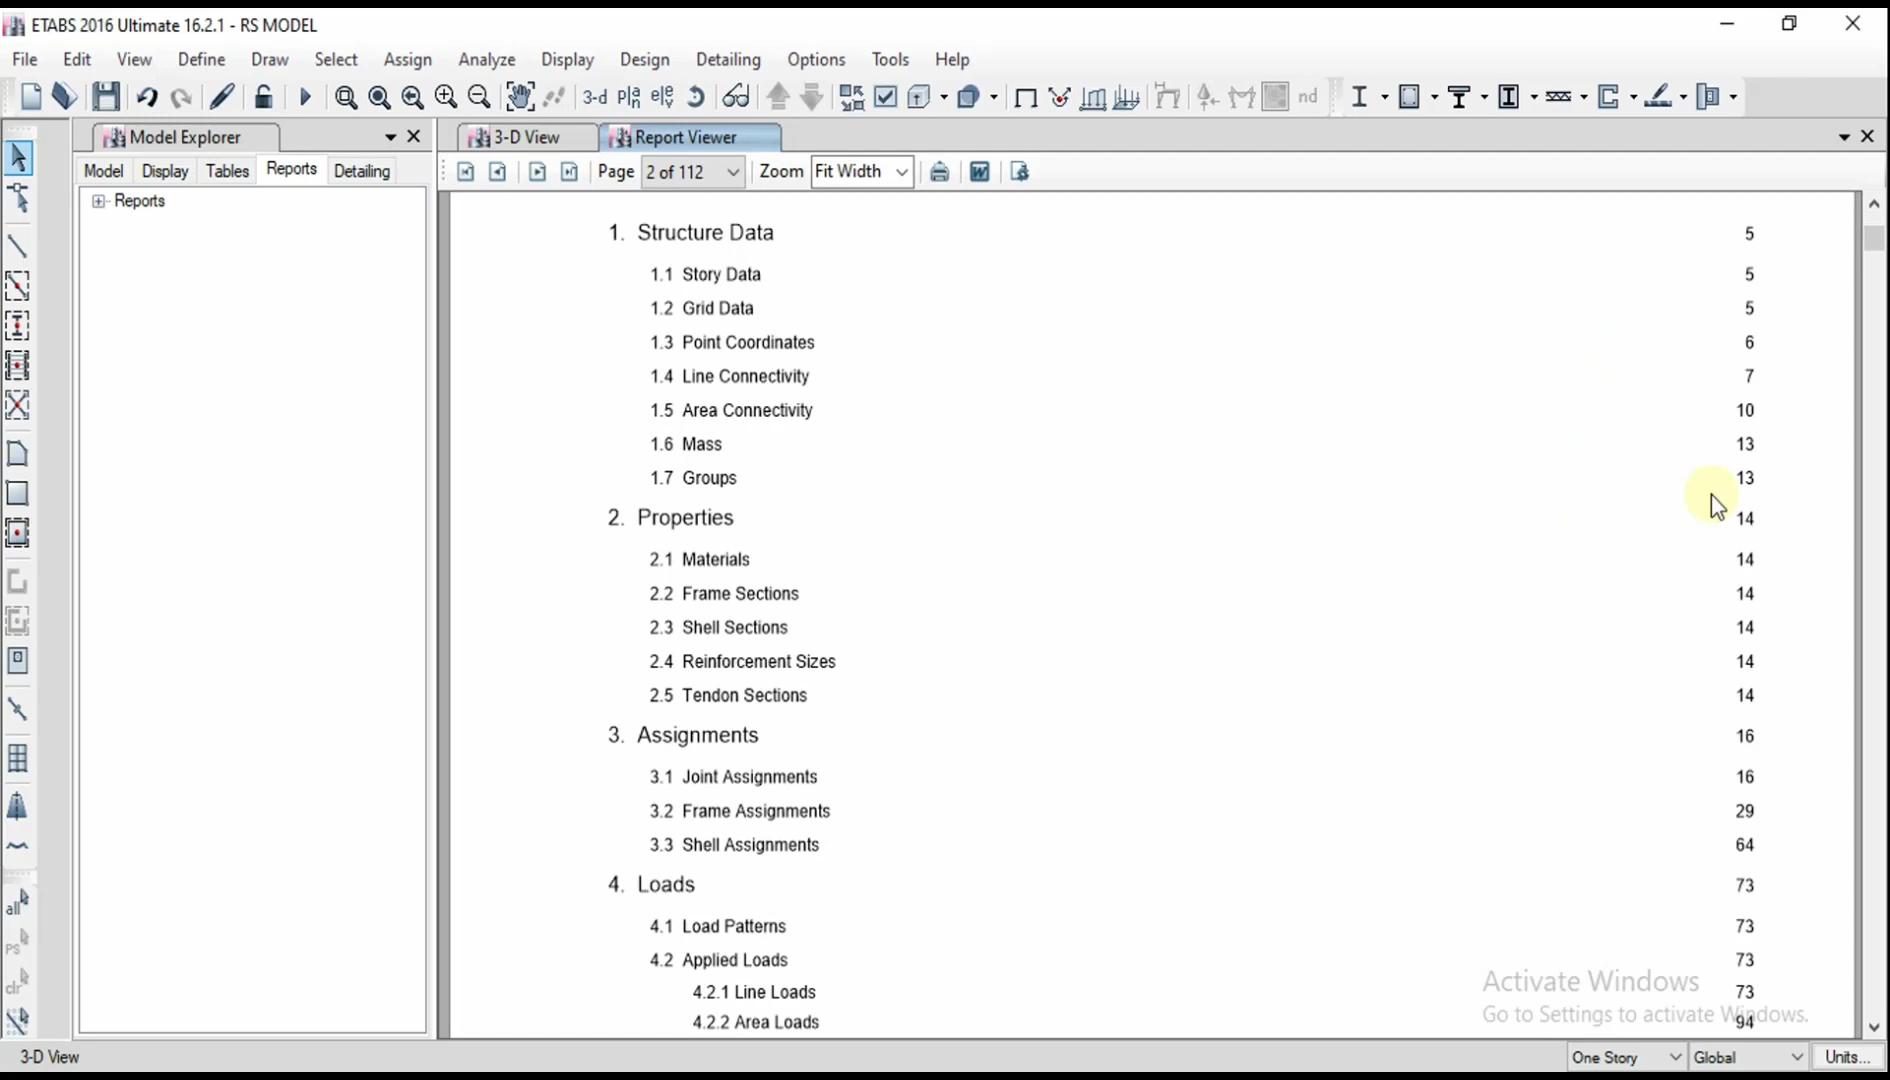 ETABS 2016 Ultimate 16.2.1 - RS MODEL
File Edit View Define Draw Select Assign Analyze Display Design Detailing Options Tools Help
3-d nd
Model Explorer
3-D View Report Viewer
Model Display Tables Reports Detailing
Page 2 of 112 Zoom Fit Width
Reports
1. Structure Data 5
1.1 Story Data 5
1.2 Grid Data 5
1.3 Point Coordinates 6
1.4 Line Connectivity 7
1.5 Area Connectivity 10
1.6 Mass 13
1.7 Groups 13
2. Properties 14
2.1 Materials 14
2.2 Frame Sections 14
2.3 Shell Sections 14
2.4 Reinforcement Sizes 14
2.5 Tendon Sections 14
3. Assignments 16
3.1 Joint Assignments 16
3.2 Frame Assignments 29
3.3 Shell Assignments 64
4. Loads 73
4.1 Load Patterns 73
4.2 Applied Loads 73
4.2.1 Line Loads 73
4.2.2 Area Loads 94
all
ps
clr
Activate Windows
Go to Settings to activate Windows.
3-D View One Story Global Units...